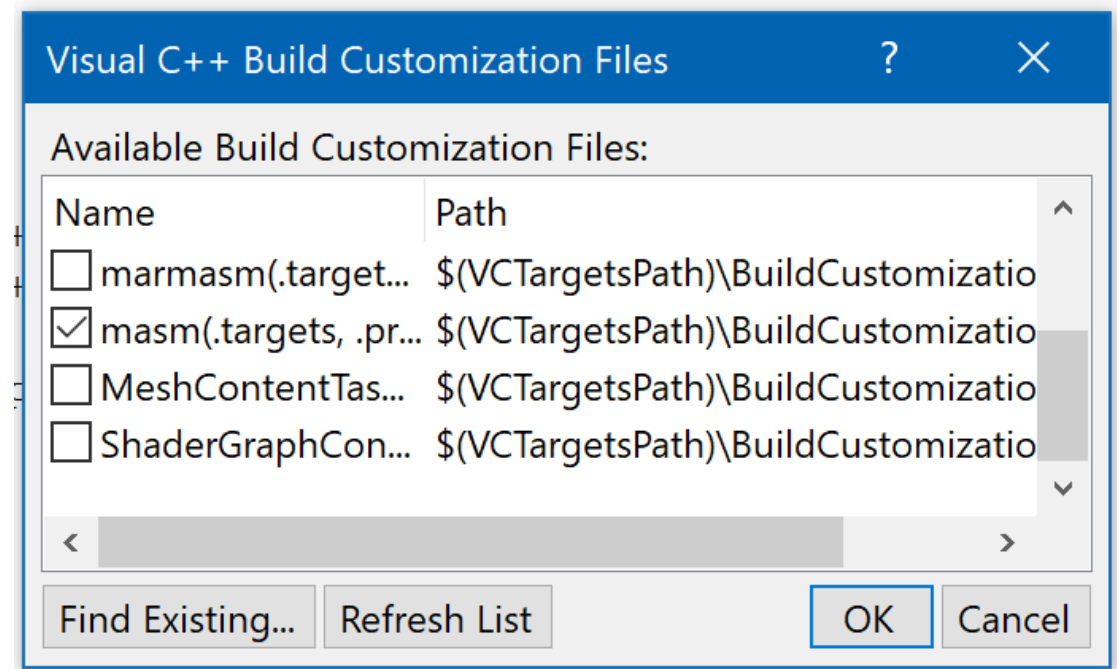 Visual C++ Build Customization Files ?
Available Build Customization Files:
Name Path
marmasm(.target... $(VCTargetsPath)\BuildCustomizatio
masm(.targets, .pr... $(VCTargetsPath)\BuildCustomizatio
MeshContentTas... $(VCTargetsPath)\BuildCustomizatio
ShaderGraphCon... $(VCTargetsPath)\BuildCustomizatio
Find Existing... Refresh List OK Cancel